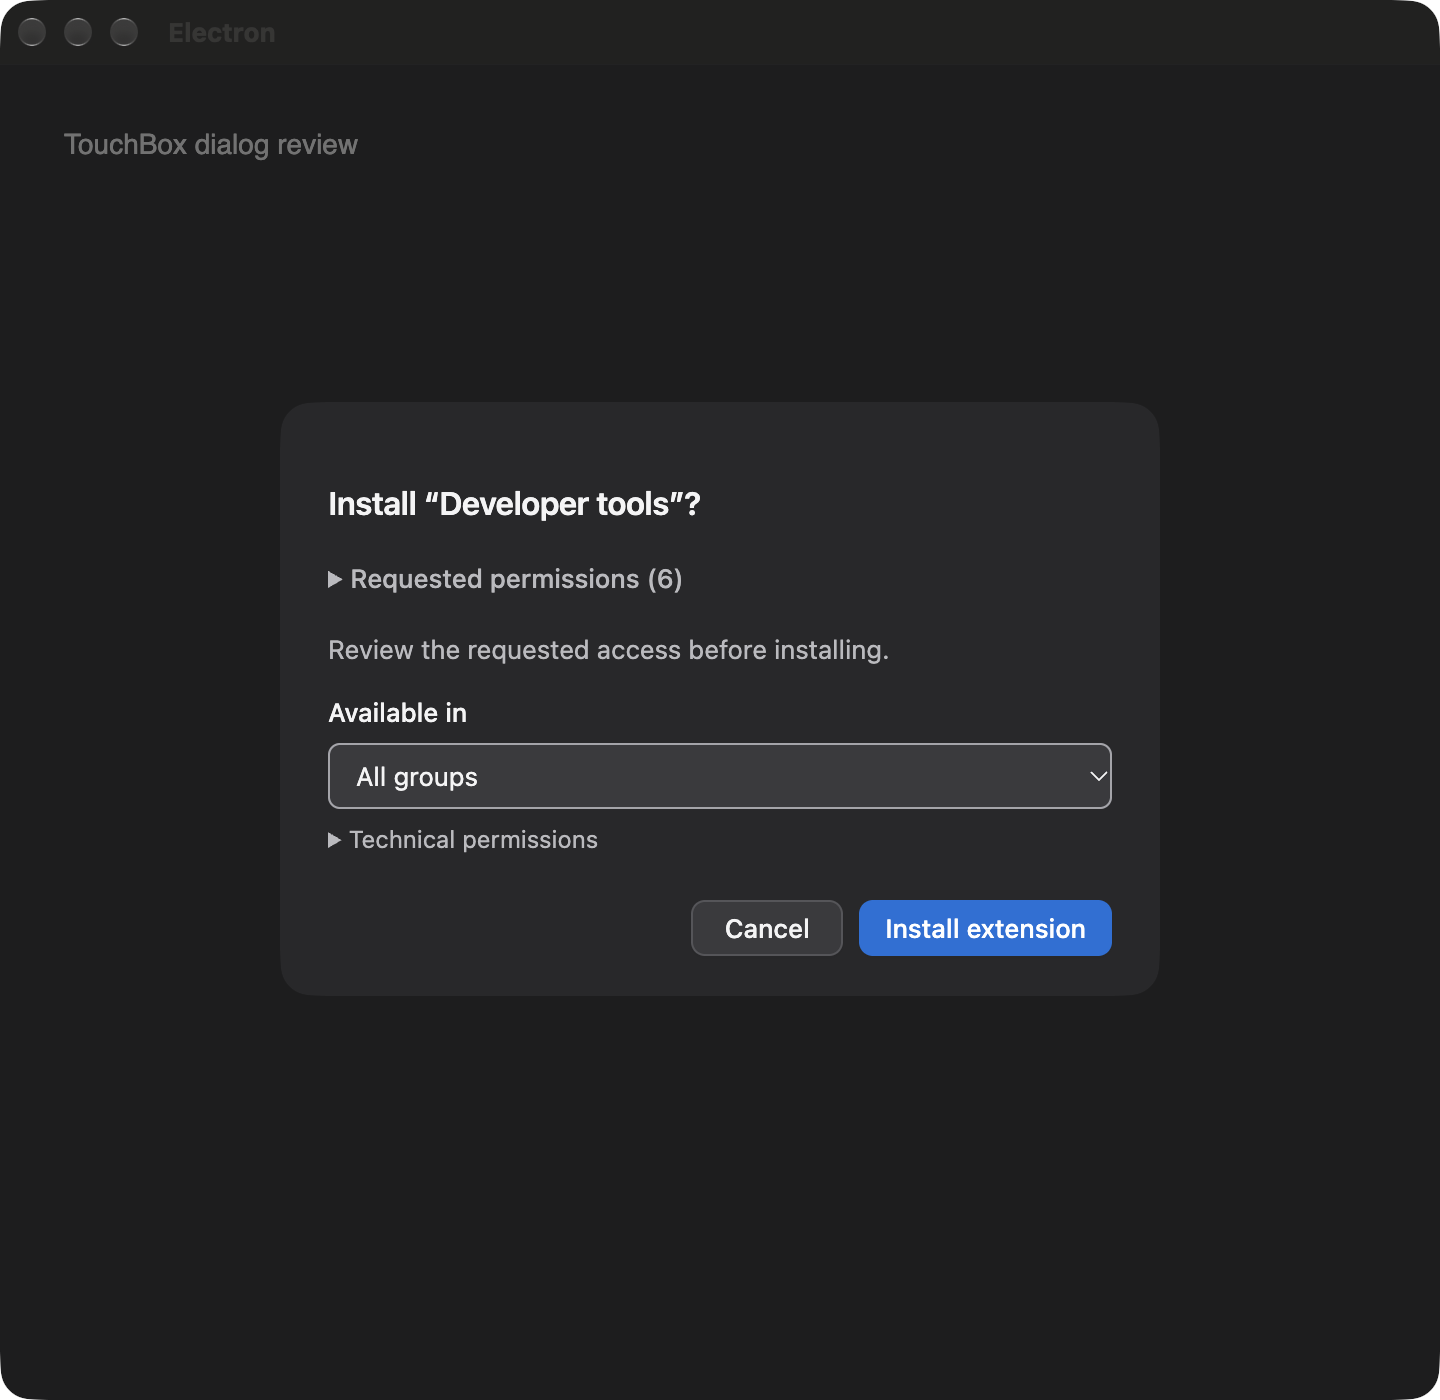 Electron
TouchBox dialog review
Install “Developer tools”?
Requested permissions (6)
Review the requested access before installing.
Available in
All groups
Technical permissions
Cancel
Install extension